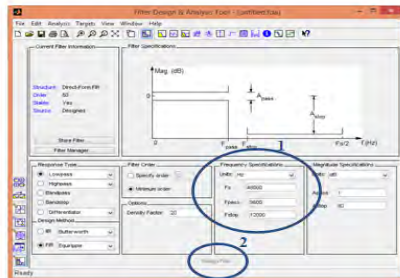 Filter Design & Analysis Tool - [untitled.fda]
File Edit Analysis Targets View Window Help
Current Filter Information
Structure: Direct-Form FIR
Order: 50
Stable: Yes
Source: Designed
Store Filter ...
Filter Manager ...
Filter Specifications
Mag. (dB)
0
A pass
A stop
0
F pass
F stop
Fs/2
f (Hz)
1
Response Type
Lowpass
Highpass
Bandpass
Bandstop
Differentiator
Design Method
IIR Butterworth
FIR Equiripple
Filter Order
Specify order:
Minimum order
Options
Density Factor: 20
Frequency Specifications
Units: Hz
Fs: 48000
Fpass: 9600
Fstop: 12000
Magnitude Specifications
Units: dB
Apass: 1
Astop: 80
2
Design Filter